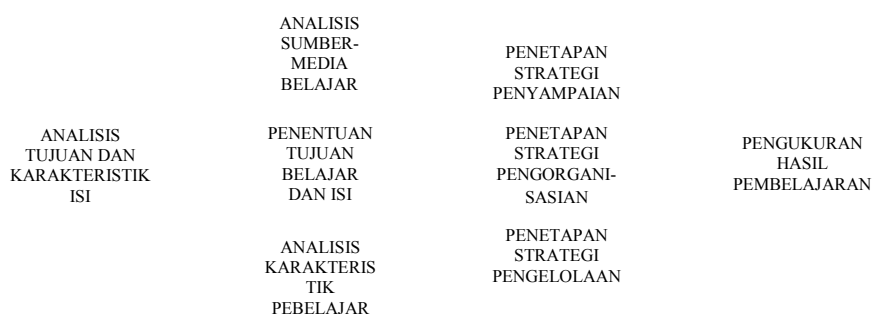 ANALISIS
TUJUAN DAN
KARAKTERISTIK
ISI
ANALISIS
SUMBER-
MEDIA
BELAJAR
PENENTUAN
TUJUAN
BELAJAR
DAN ISI
ANALISIS
KARAKTERIS
TIK
PEBELAJAR
PENETAPAN
STRATEGI
PENYAMPAIAN
PENETAPAN
STRATEGI
PENGORGANI-
SASIAN
PENETAPAN
STRATEGI
PENGELOLAAN
PENGUKURAN
HASIL
PEMBELAJARAN